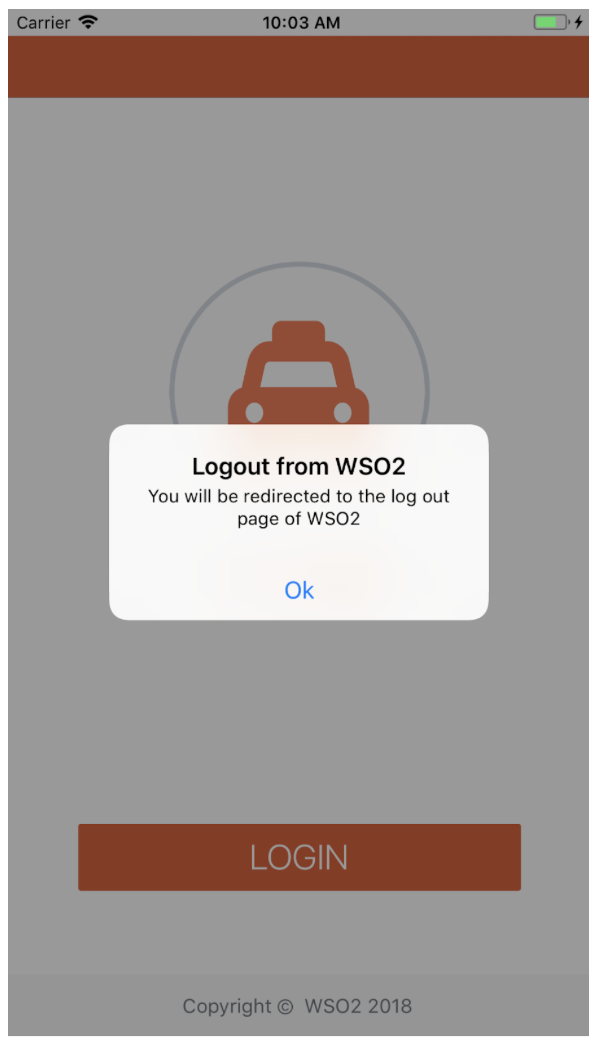 Carrier
10:03 AM
Logout from WSO2
You will be redirected to the log out
page of WSO2
Ok
LOGIN
Copyright © WSO2 2018